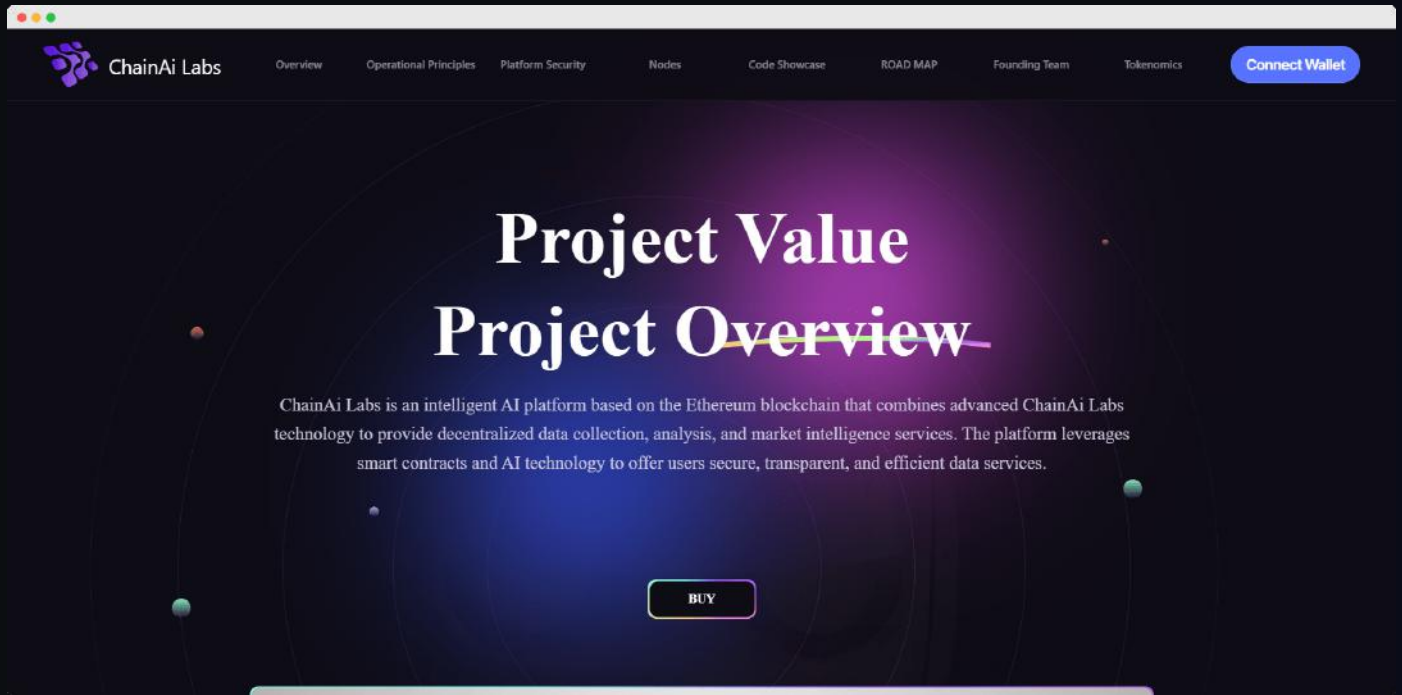 ChainAi Labs
Overview
Operational Principles
Platform Security
Nodes
Code Showcase
ROAD MAP
Founding Team
Tokenomics
Connect Wallet
Project Value
Project Overview
ChainAi Labs is an intelligent AI platform based on the Ethereum blockchain that combines advanced ChainAi Labs
technology to provide decentralized data collection, analysis, and market intelligence services. The platform leverages
smart contracts and AI technology to offer users secure, transparent, and efficient data services.
BUY